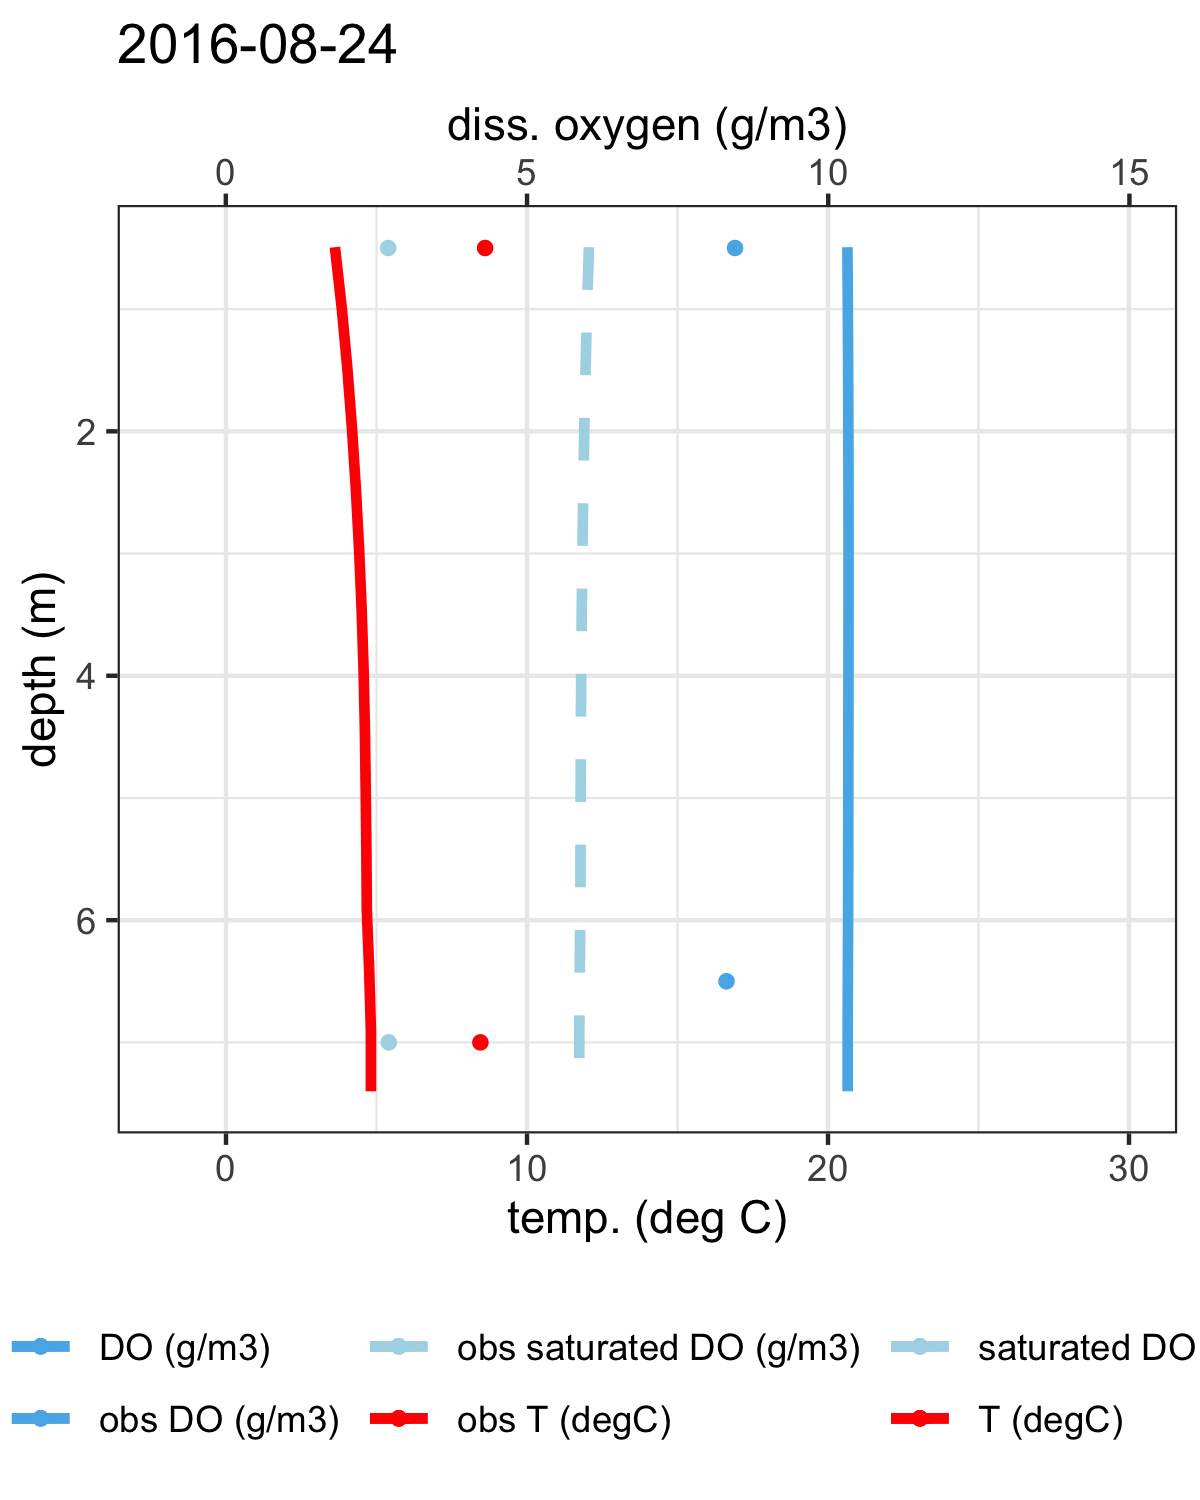 2016-08-24
diss. oxygen (g/m3)
0 5 10 15
depth (m)
2
4
6
0 10 20 30
temp. (deg C)
DO (g/m3) obs saturated DO (g/m3) saturated DO
obs DO (g/m3) obs T (degC) T (degC)